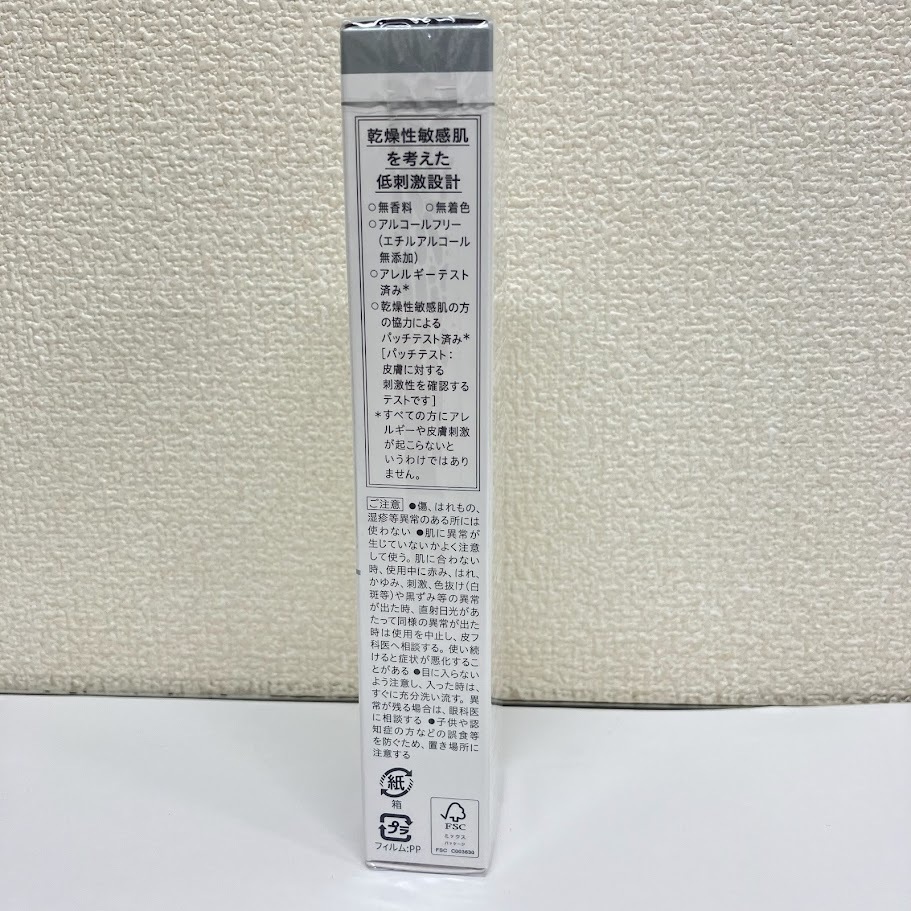 乾燥性敏感肌
を考えた
低刺激設計
○無香料 ○無着色
○アルコールフリー
(エチルアルコール
無添加)
○アレルギーテスト
済み*
○乾燥性敏感肌の方
の協力による
パッチテスト済み*
[パッチテスト:
皮膚に対する
刺激性を確認する
テストです]
*すべての方にアレ
ルギーや皮膚刺激
が起こらないと
いうわけではあり
ません。
ご注意 ●傷、はれもの、
湿疹等異常のある所には
使わない ●肌に異常が
生じていないかよく注意
して使う。肌に合わない
時、使用中に赤み、はれ、
かゆみ、刺激、色抜け(白
斑等)や黒ずみ等の異常
が出た時、直射日光があ
たって同様の異常が出た
時は使用を中止し、皮フ
科医へ相談する。使い続
けると症状が悪化するこ
とがある ●目に入らない
よう注意し、入った時は、
すぐに充分洗い流す。異
常が残る場合は、眼科医
に相談する ●子供や認
知症の方などの誤食等
を防ぐため、置き場所に
注意する
紙
箱
プラ
フィルム:PP
FSC
ミックス
パッケージ
FSC C003630